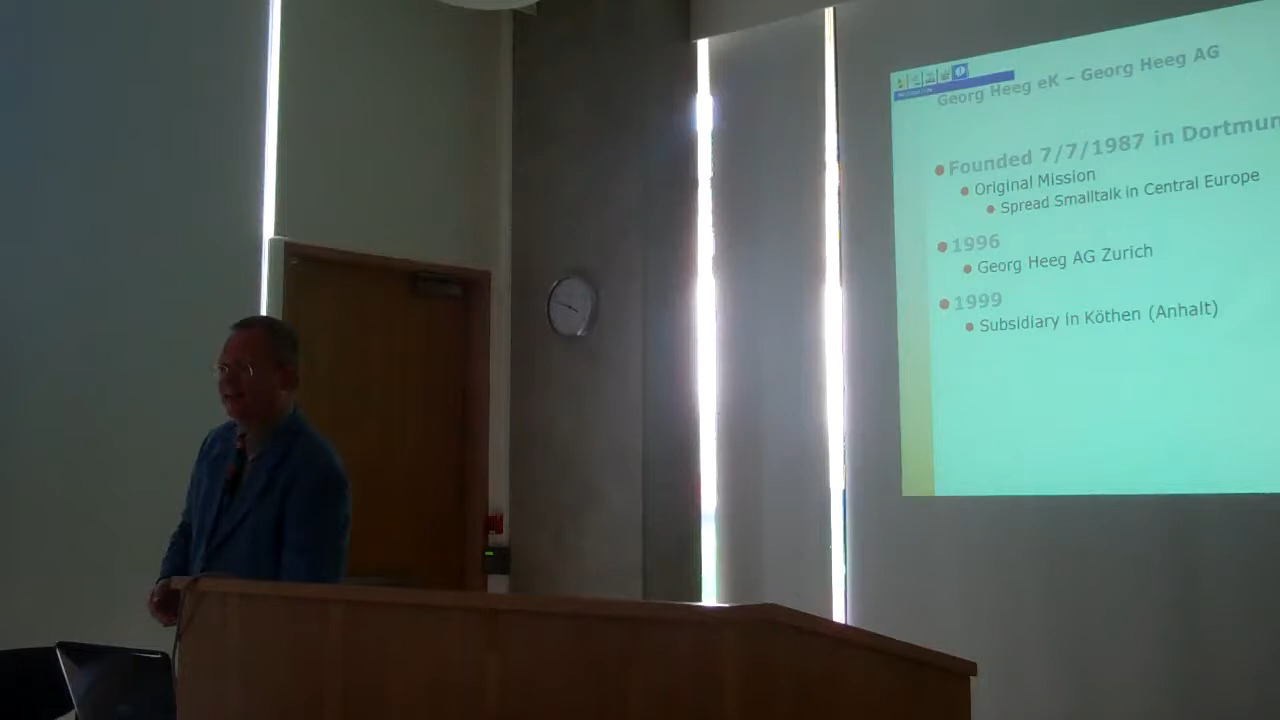 Georg Heeg eK – Georg Heeg AG
Founded 7/7/1987 in Dortmun
Original Mission
Spread Smalltalk in Central Europe
1996
Georg Heeg AG Zurich
1999
Subsidiary in Köthen (Anhalt)